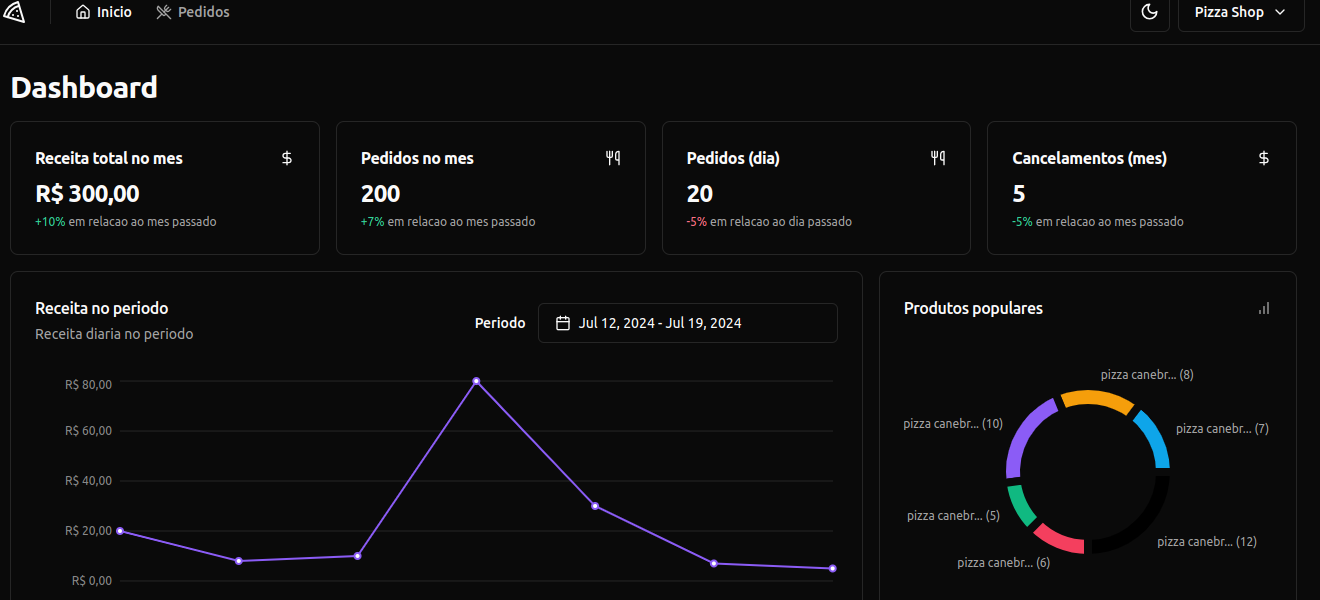 Inicio
Pedidos
Pizza Shop
Dashboard
Receita total no mes
$
R$ 300,00
+10% em relacao ao mes passado
Pedidos no mes
200
+7% em relacao ao mes passado
Pedidos (dia)
20
-5% em relacao ao dia passado
Cancelamentos (mes)
$
5
-5% em relacao ao mes passado
Receita no periodo
Receita diaria no periodo
Periodo
Jul 12, 2024 - Jul 19, 2024
R$ 80,00
R$ 60,00
R$ 40,00
R$ 20,00
R$ 0,00
Produtos populares
pizza canebr... (8)
pizza canebr... (10)
pizza canebr... (7)
pizza canebr... (5)
pizza canebr... (12)
pizza canebr... (6)